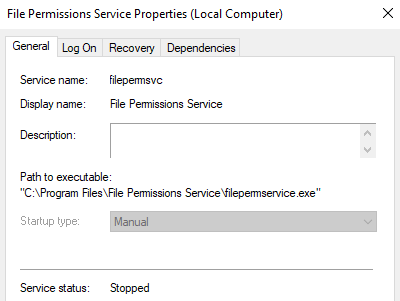 File Permissions Service Properties (Local Computer)
General Log On Recovery Dependencies
Service name: filepermsvc
Display name: File Permissions Service
Description:
Path to executable:
"C:\Program Files\File Permissions Service\filepermservice.exe"
Startup type: Manual
Service status: Stopped